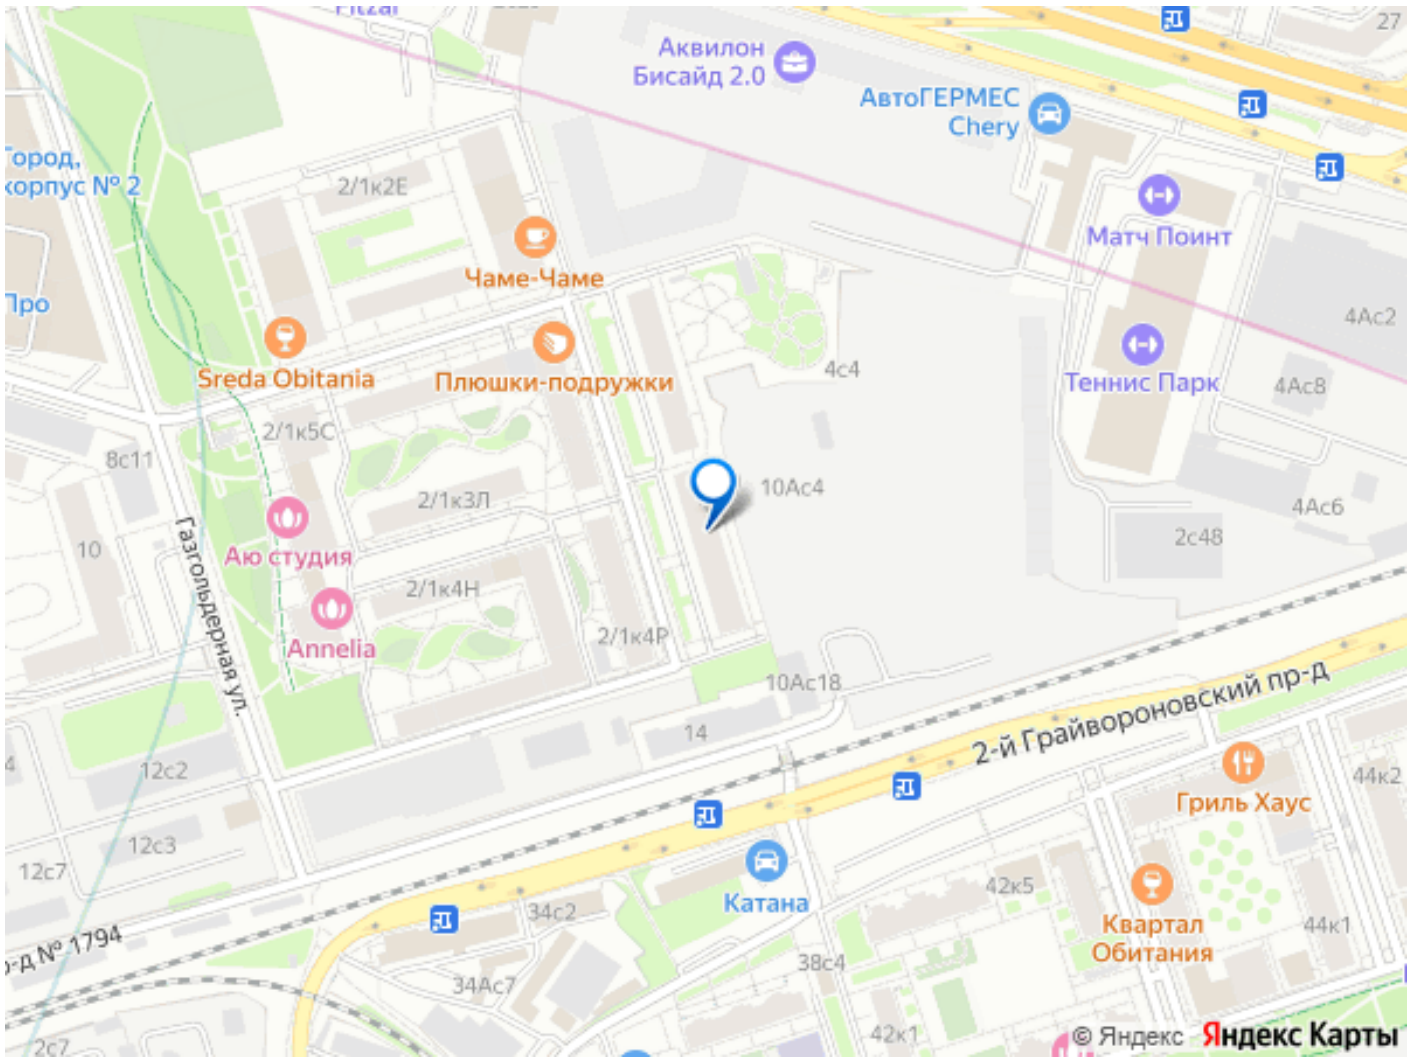 27
Аквилон
Бисайд 2.0
АвтоГЕРМЕС
Chery
Город,
корпус № 2
2/1к2Е
Матч Поинт
Чаме-Чаме
Про
4Ас2
Sreda Obitania
Плюшки-подружки
4с4
Теннис Парк
4Ас8
2/1к5С
8с11
10Ас4
2/1к3Л
4Ас6
Газгольдерная ул.
10
Аю студия
2с48
2/1к4Н
2/1к4Р
Annelia
10Ас18
2-й Грайвороновский пр-д
14
12с2
44к2
Гриль Хаус
12с3
12с7
Катана
42к5
34с2
Квартал
Обитания
44к1
№ 1794
38с4
34Ас7
42к1
2с7
© Яндекс Яндекс Карты